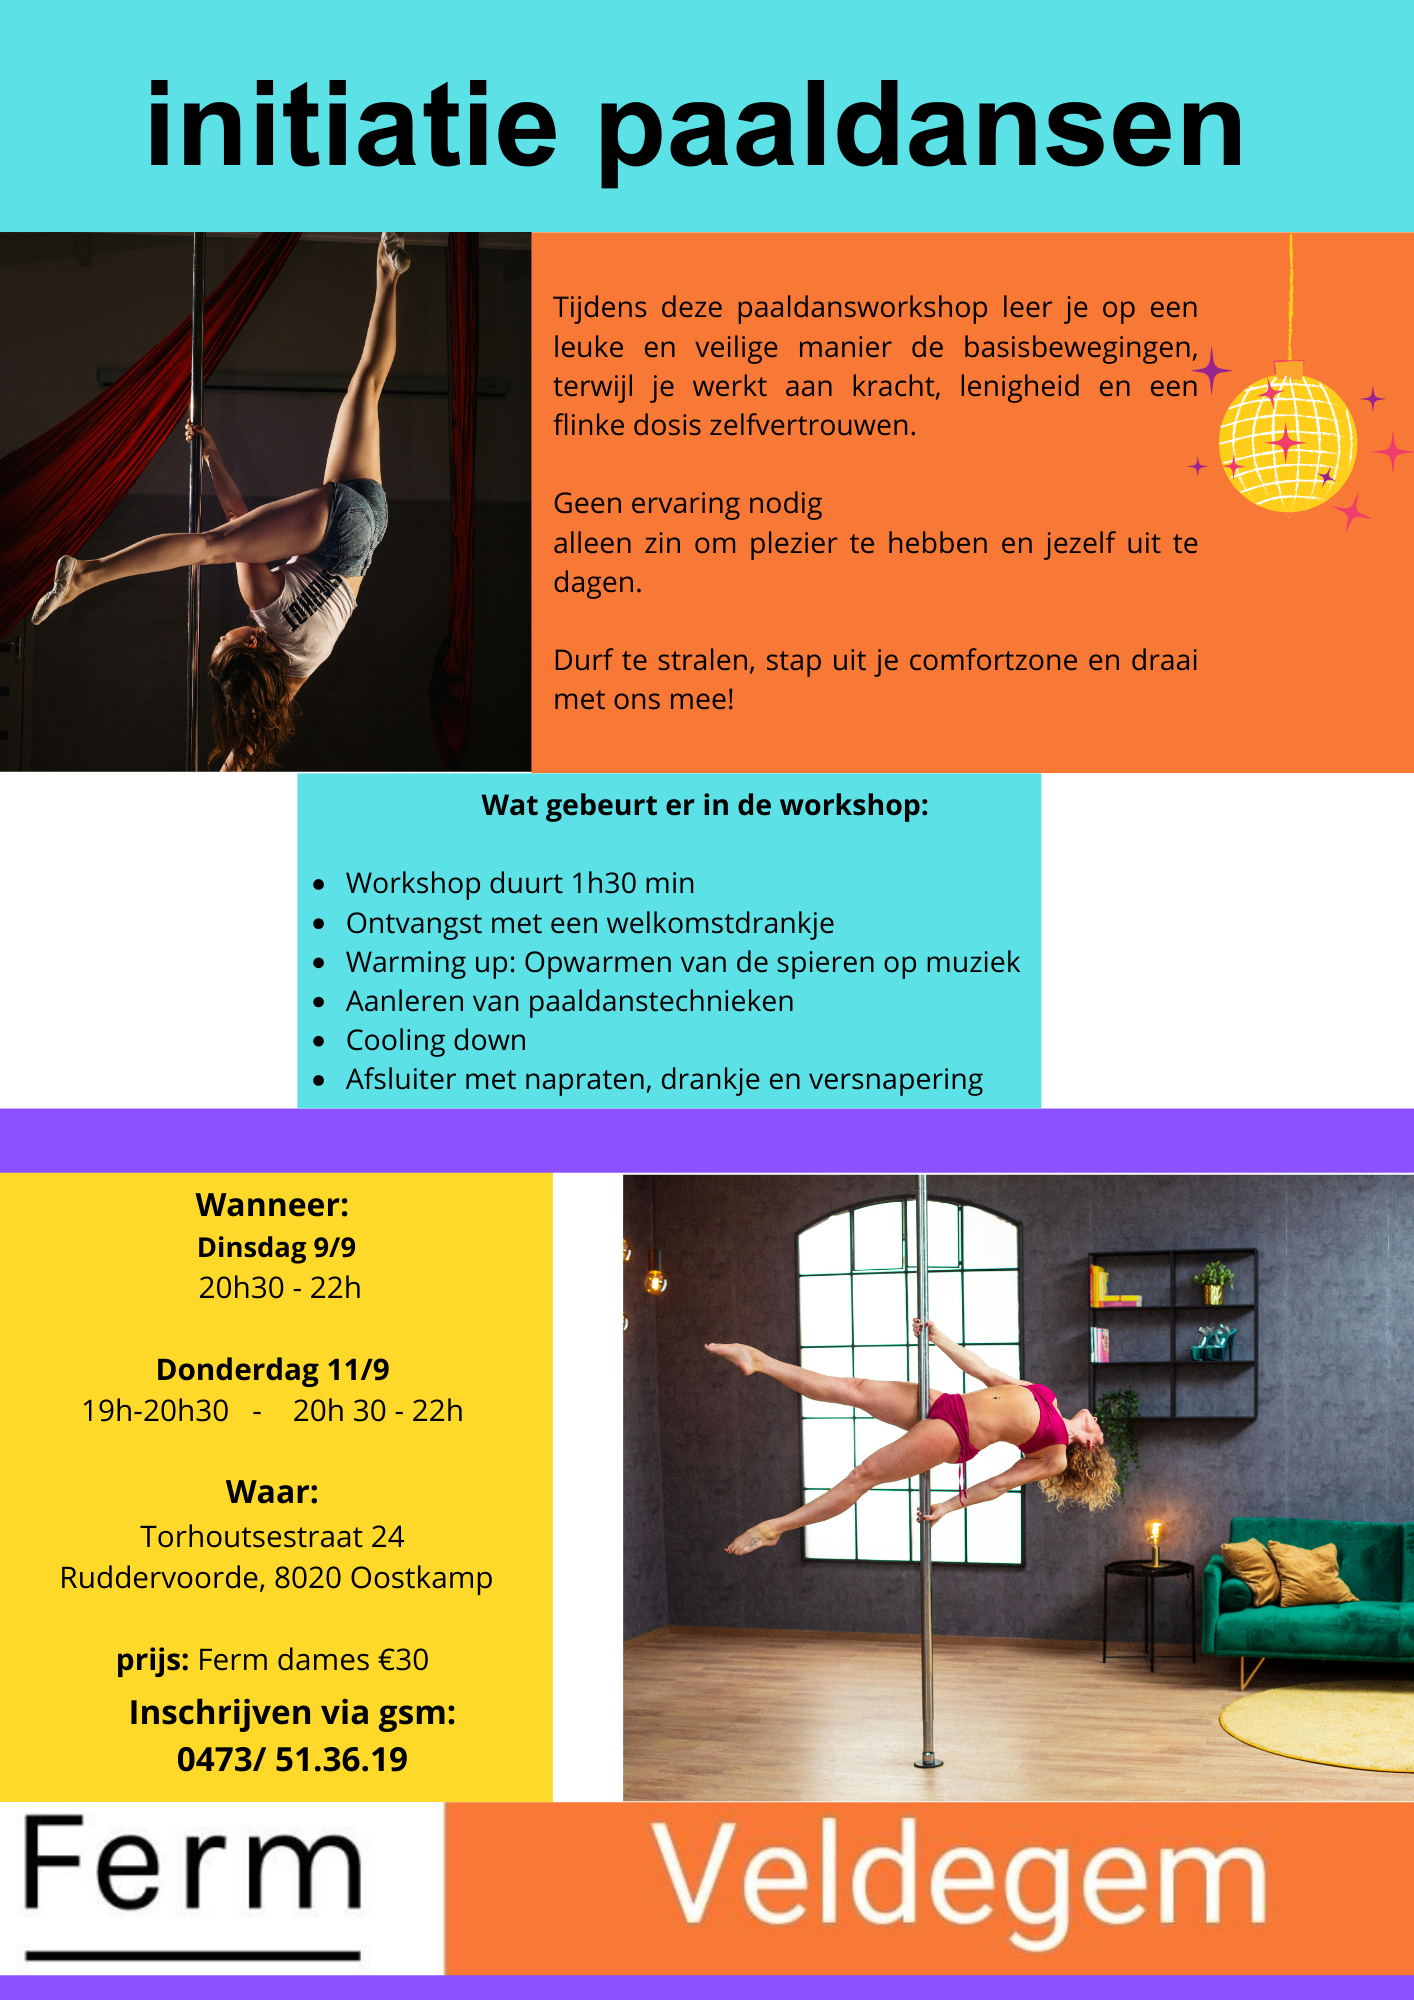 initiatie paaldansen
Tijdens deze paaldansworkshop leer je op een
leuke en veilige manier de basisbewegingen,
terwijl je werkt aan kracht, lenigheid en een
flinke dosis zelfvertrouwen.
Geen ervaring nodig
alleen zin om plezier te hebben en jezelf uit te
dagen.
Durf te stralen, stap uit je comfortzone en draai
met ons mee!
Wat gebeurt er in de workshop:
• Workshop duurt 1h30 min
• Ontvangst met een welkomstdrankje
• Warming up: Opwarmen van de spieren op muziek
• Aanleren van paaldanstechnieken
• Cooling down
• Afsluiter met napraten, drankje en versnapering
Wanneer:
Dinsdag 9/9
20h30 - 22h
Donderdag 11/9
19h-20h30 - 20h 30 - 22h
Waar:
Torhoutsestraat 24
Ruddervoorde, 8020 Oostkamp
prijs: Ferm dames €30
Inschrijven via gsm:
0473/ 51.36.19
Ferm
Veldegem